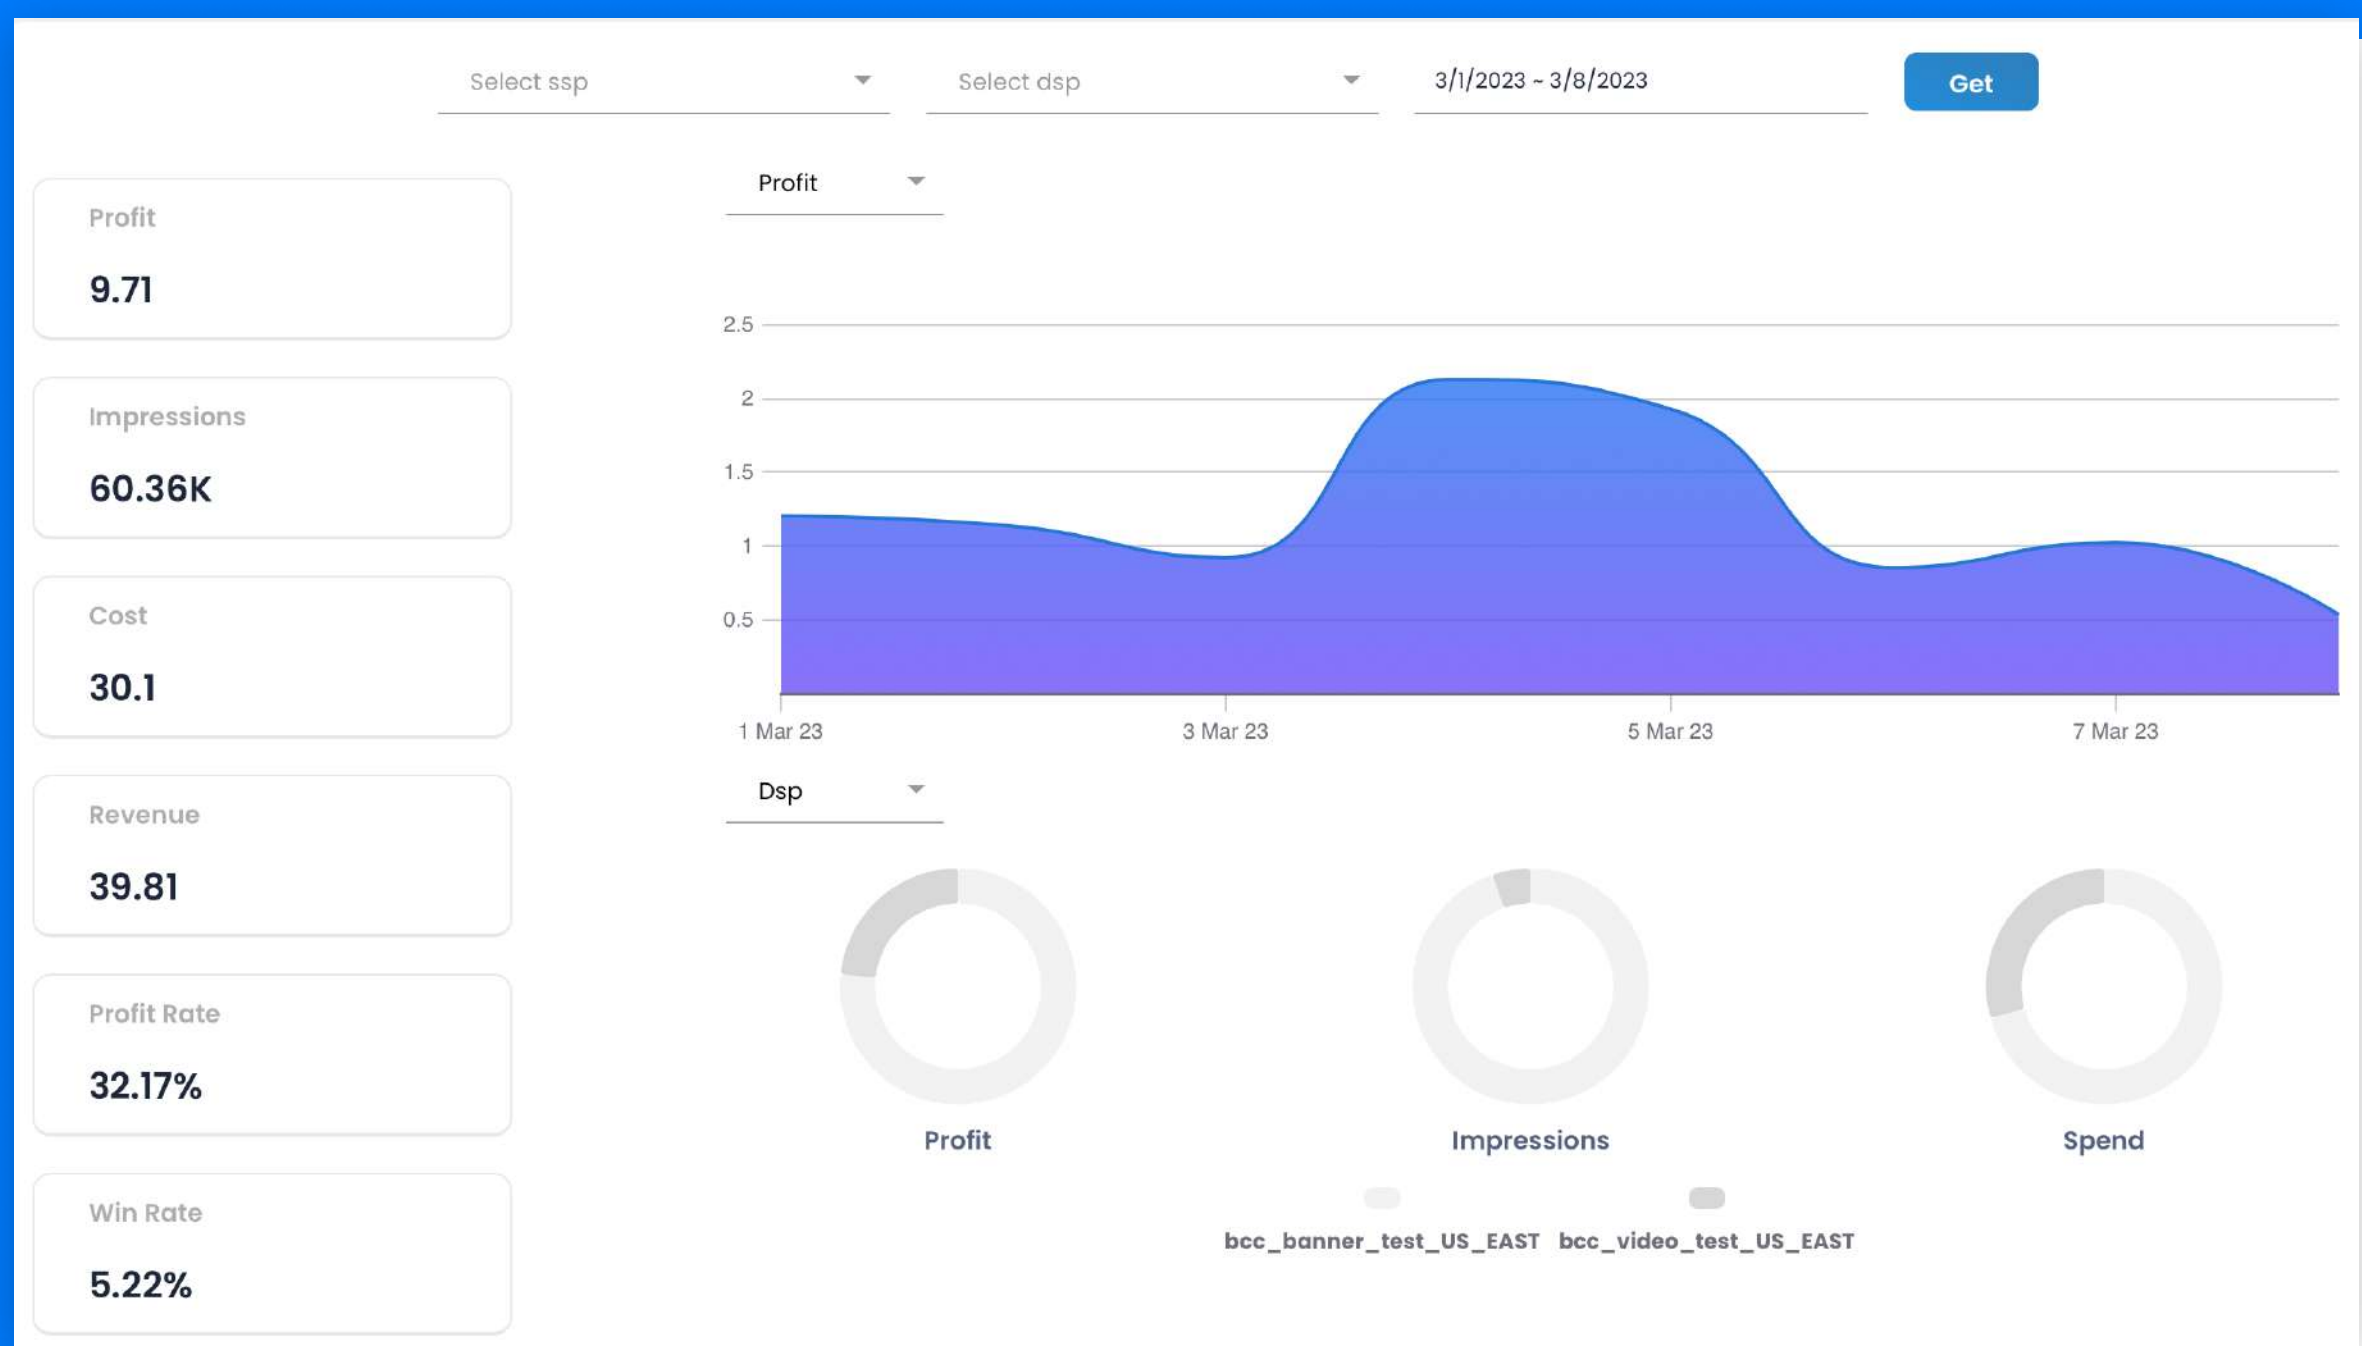 Select ssp
Select dsp
3/1/2023 ~ 3/8/2023
Get
Profit
9.71
Impressions
60.36K
Cost
30.1
Revenue
39.81
Profit Rate
32.17%
Win Rate
5.22%
Profit
2.5
2
1.5
1
0.5
1 Mar 23
3 Mar 23
5 Mar 23
7 Mar 23
Dsp
Profit
Impressions
Spend
bcc_banner_test_US_EAST
bcc_video_test_US_EAST